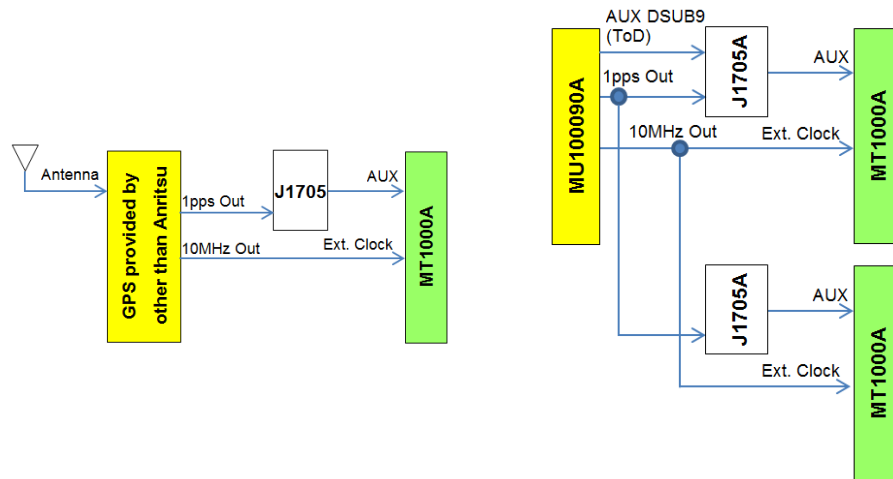 Antenna
GPS provided by
other than Anritsu
1pps Out
10MHz Out
J1705
AUX
Ext. Clock
MT1000A
MU100090A
AUX DSUB9
(ToD)
1pps Out
10MHz Out
J1705A
AUX
Ext. Clock
MT1000A
J1705A
AUX
Ext. Clock
MT1000A